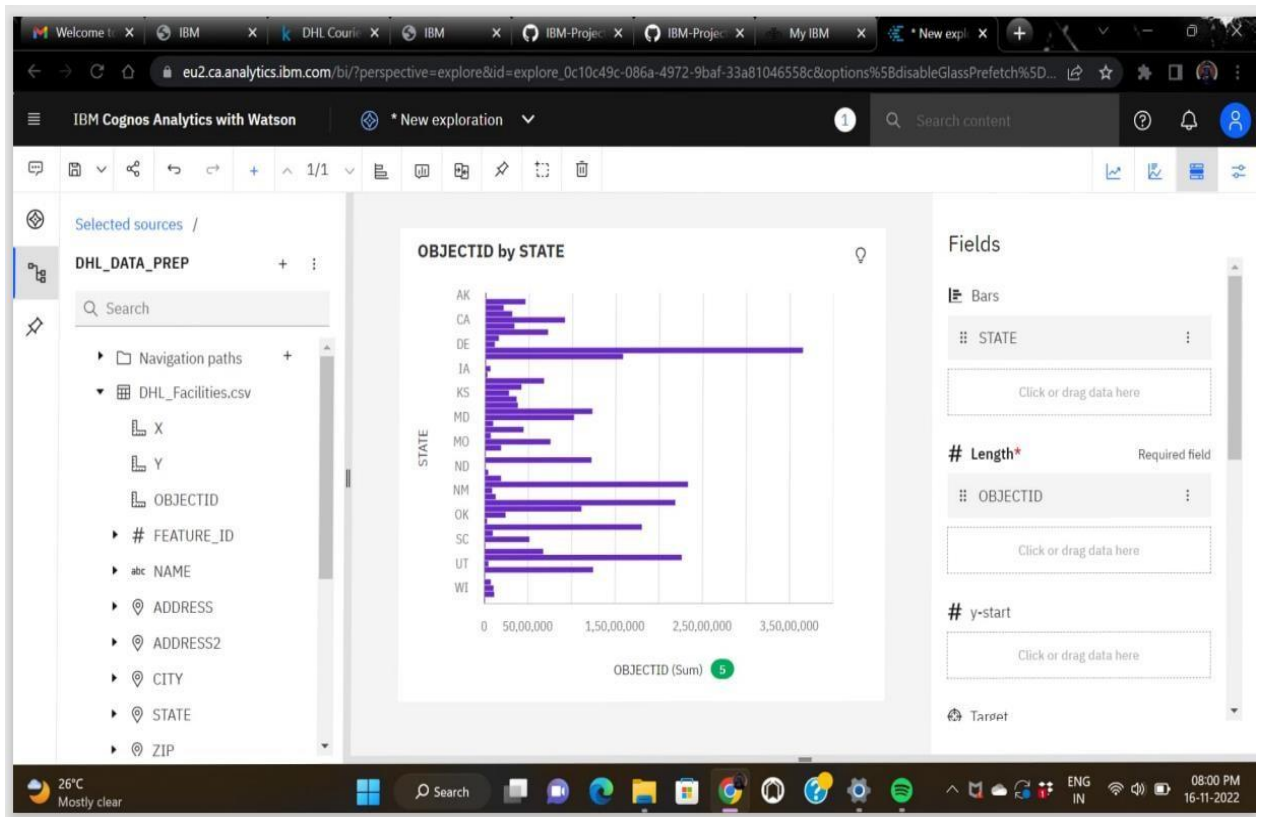 Welcome t
IBM
DHL Courie
IBM
IBM-Projec
IBM-Projec
My IBM
* New expl
eu2.ca.analytics.ibm.com/bi/?perspective=explore&id=explore_0c10c49c-086a-4972-9baf-33a81046558c&options%5BdisableGlassPrefetch%5D...
IBM Cognos Analytics with Watson
* New exploration
1
Search content
1/1
Selected sources /
DHL_DATA_PREP
Search
Navigation paths
DHL_Facilities.csv
X
Y
OBJECTID
# FEATURE_ID
abc NAME
ADDRESS
ADDRESS2
CITY
STATE
ZIP
OBJECTID by STATE
STATE
AK
CA
DE
IA
KS
MD
MO
ND
NM
OK
SC
UT
WI
0 50,00,000 1,50,00,000 2,50,00,000 3,50,00,000
OBJECTID (Sum) 5
Fields
Bars
STATE
Click or drag data here
# Length* Required field
OBJECTID
Click or drag data here
# y-start
Click or drag data here
Target
26°C
Mostly clear
Search
ENG
IN
08:00 PM
16-11-2022